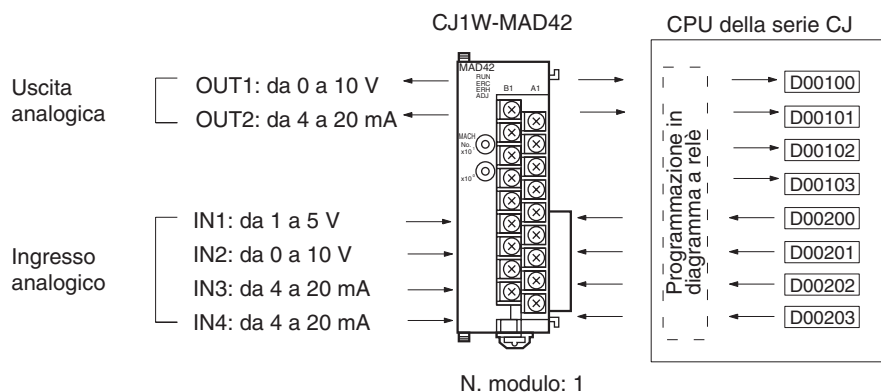 CJ1W-MAD42
CPU della serie CJ
Uscita
analogica
OUT1: da 0 a 10 V
OUT2: da 4 a 20 mA
MAD42
RUN
ERC
ERH
ADJ
B1
A1
MACH
No.
x10¹
x10⁰
Programmazione in
diagramma a relè
D00100
D00101
D00102
D00103
D00200
D00201
D00202
D00203
Ingresso
analogico
IN1: da 1 a 5 V
IN2: da 0 a 10 V
IN3: da 4 a 20 mA
IN4: da 4 a 20 mA
N. modulo: 1